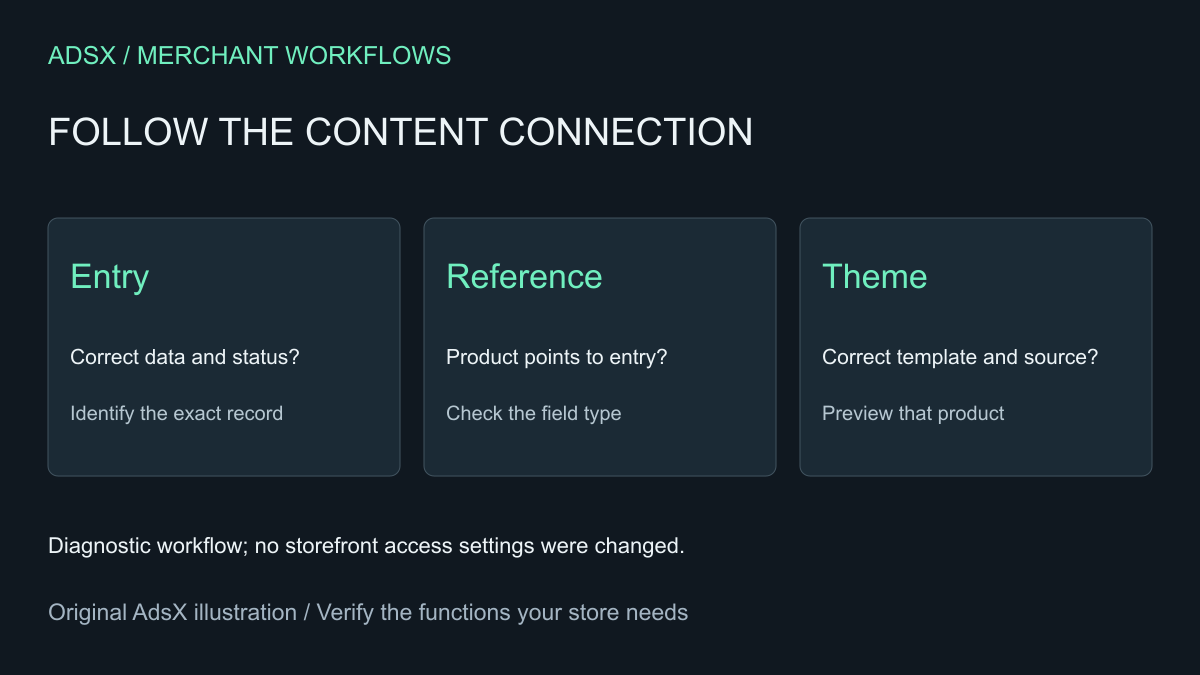 ADSX / MERCHANT WORKFLOWS
FOLLOW THE CONTENT CONNECTION
Entry
Correct data and status?
Identify the exact record
Reference
Product points to entry?
Check the field type
Theme
Correct template and source?
Preview that product
Diagnostic workflow; no storefront access settings were changed.
Original AdsX illustration / Verify the functions your store needs